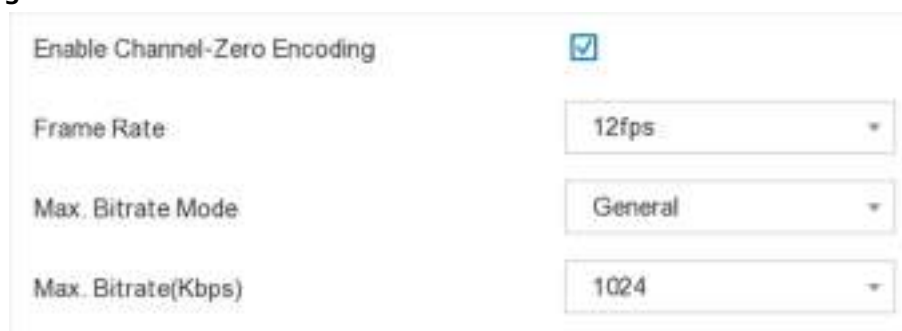 Enable Channel-Zero Encoding
Frame Rate 12fps
Max. Bitrate Mode General
Max. Bitrate(Kbps) 1024